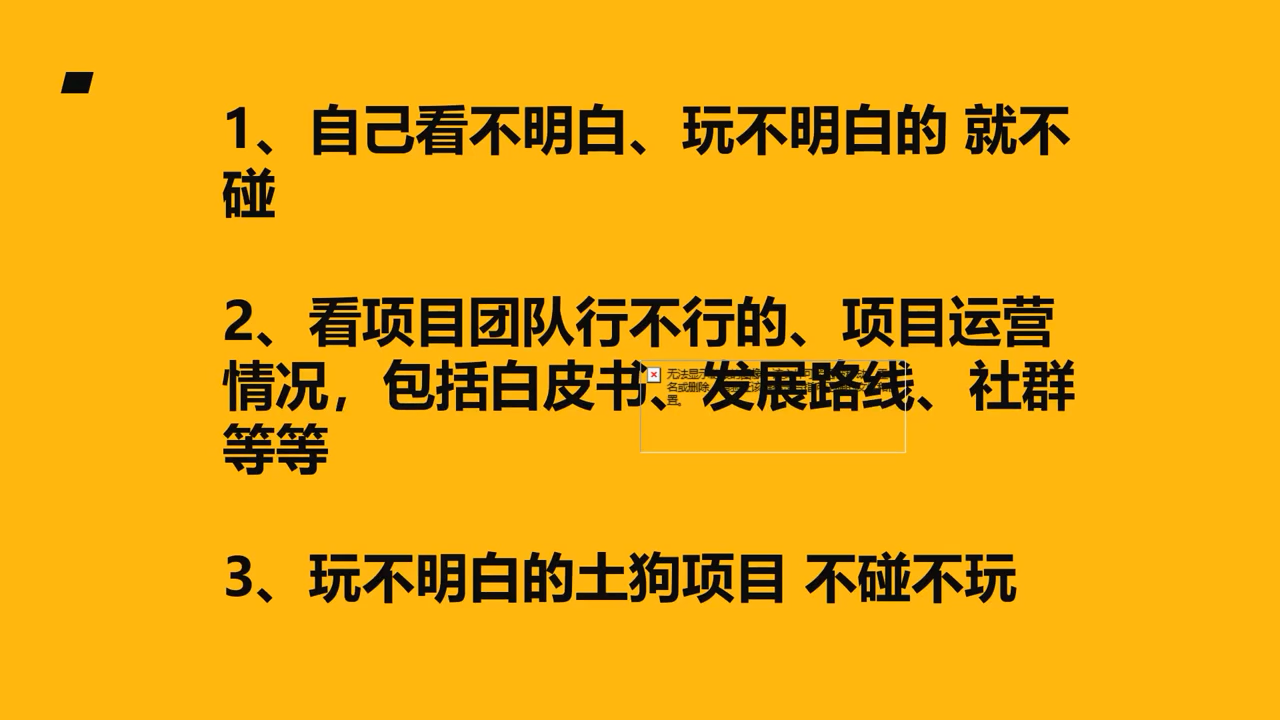 1、自己看不明白、玩不明白的 就不
碰
2、看项目团队行不行的、项目运营
情况，包括白皮书、发展路线、社群
等等
3、玩不明白的土狗项目 不碰不玩
无法显示
名或删除
置。